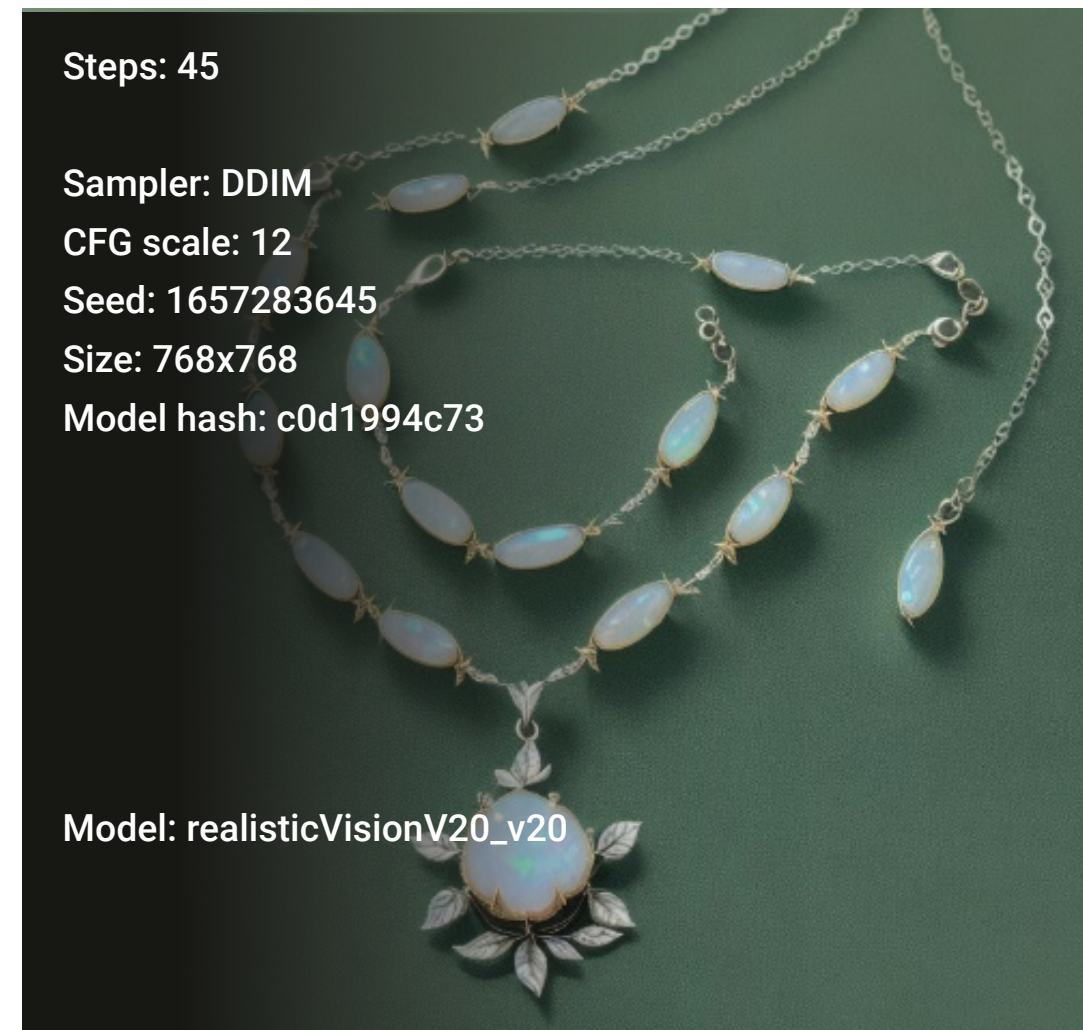 Steps: 45
Sampler: DDIM
CFG scale: 12
Seed: 1657283645
Size: 768x768
Model hash: c0d1994c73
Model: realisticVisionV20_v20